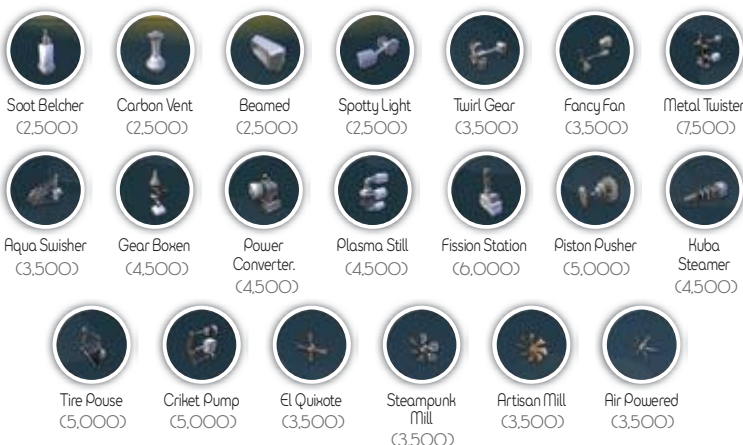 Soot Belcher
(2,500)
Carbon Vent
(2,500)
Beamed
(2,500)
Spotty Light
(2,500)
Twirl Gear
(3,500)
Fancy Fan
(3,500)
Metal Twister
(7,500)
Aqua Swisher
(3,500)
Gear Boxen
(4,500)
Power
Converter.
(4,500)
Plasma Still
(4,500)
Fission Station
(6,000)
Piston Pusher
(5,000)
Kuba
Steamer
(4,500)
Tire Pouse
(5,000)
Criket Pump
(5,000)
El Quixote
(3,500)
Steampunk
Mill
(3,500)
Artisan Mill
(3,500)
Air Powered
(3,500)